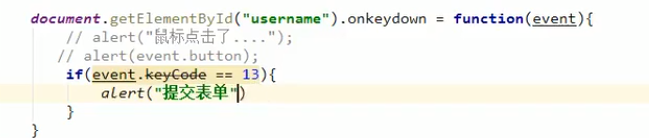 document.getElementById("username").onkeydown = function(event){
// alert("鼠标点击了....");
// alert(event.button);
if(event.keyCode == 13){
alert("提交表单")
}
}